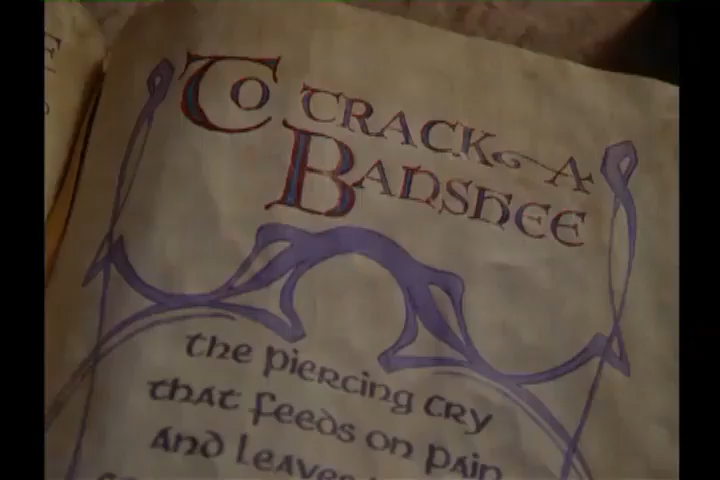 To TRACK A
BANSHEE
the piercing cry
that feeds on pain
and leaves